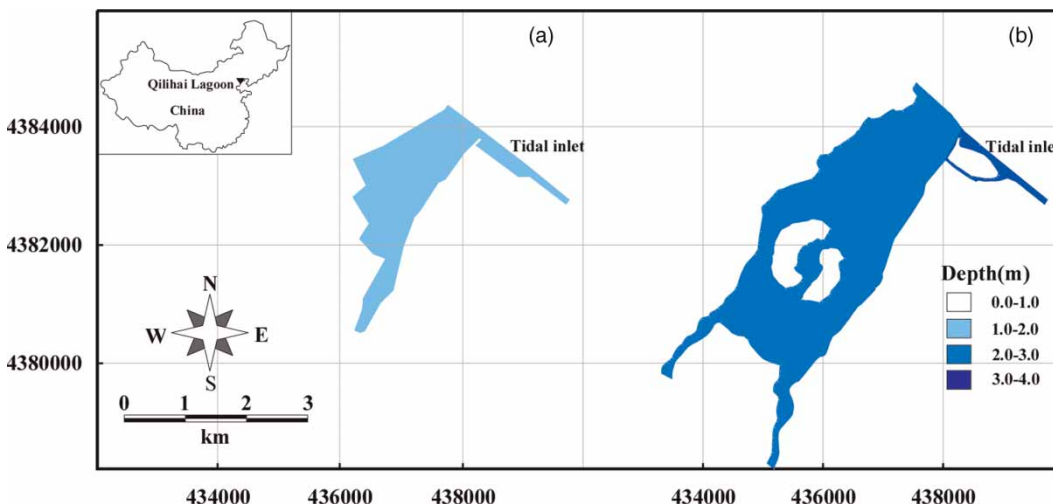 (a)
(b)
Qilihai Lagoon
China
4384000
Tidal inlet
Tidal inlet
4382000
Depth(m)
0.0-1.0
1.0-2.0
2.0-3.0
3.0-4.0
N
W E
S
4380000
0 1 2 3
km
434000 436000 438000 434000 436000 438000